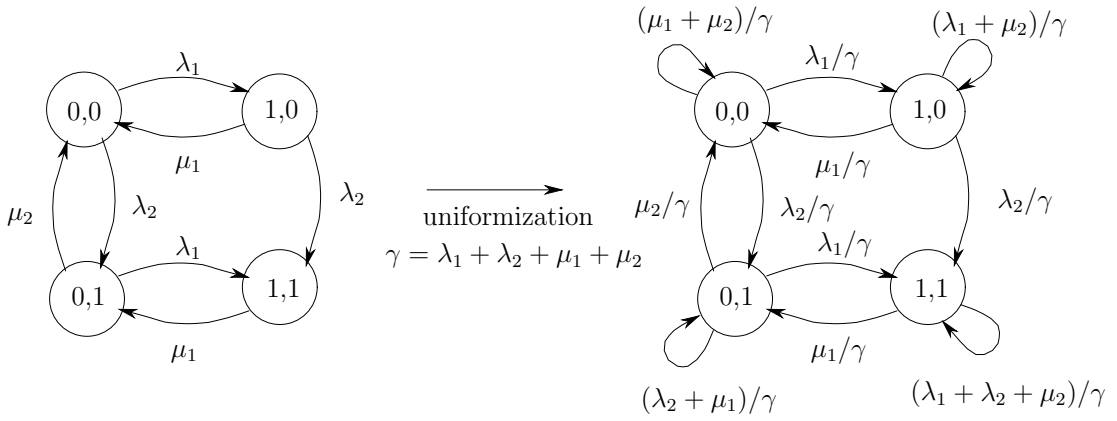 λ₁
0,0
1,0
μ₁
μ₂
λ₂
λ₂
λ₁
0,1
1,1
μ₁
uniformization
γ = λ₁ + λ₂ + μ₁ + μ₂
(μ₁ + μ₂)/γ
(λ₁ + μ₂)/γ
λ₁/γ
0,0
1,0
μ₁/γ
μ₂/γ
λ₂/γ
λ₂/γ
λ₁/γ
0,1
1,1
μ₁/γ
(λ₂ + μ₁)/γ
(λ₁ + λ₂ + μ₂)/γ